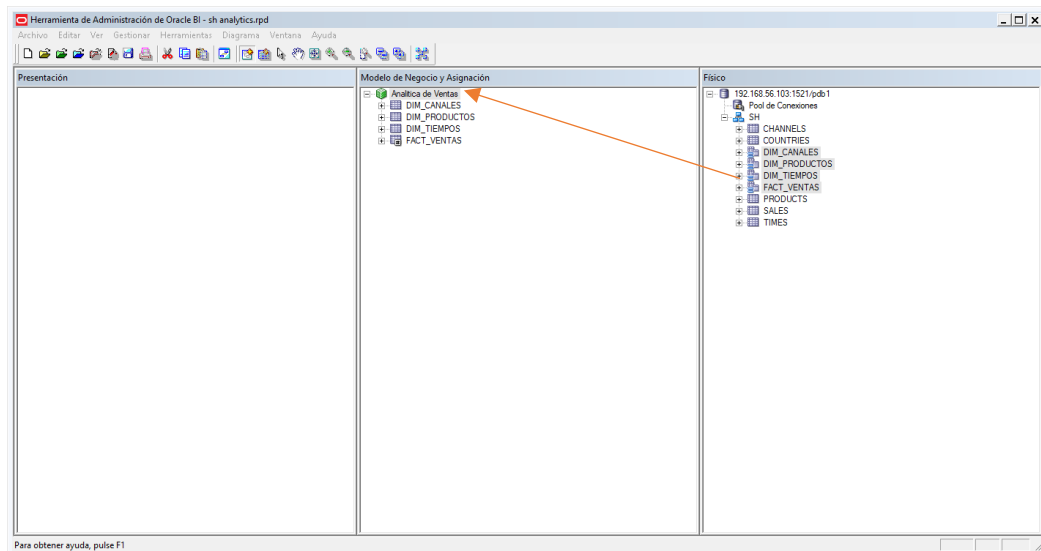 Herramienta de Administración de Oracle BI - sh analytics.rpd
Archivo Editar Ver Gestionar Herramientas Diagrama Ventana Ayuda
Presentación
Modelo de Negocio y Asignación
Analitica de Ventas
DIM_CANALES
DIM_PRODUCTOS
DIM_TIEMPOS
FACT_VENTAS
Físico
192.168.56.103:1521/pdb1
Pool de Conexiones
SH
CHANNELS
COUNTRIES
DIM_CANALES
DIM_PRODUCTOS
DIM_TIEMPOS
FACT_VENTAS
PRODUCTS
SALES
TIMES
Para obtener ayuda, pulse F1